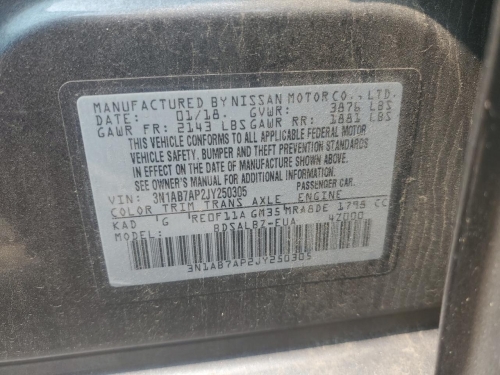 MANUFACTURED BY NISSAN MOTOR CO., LTD.
DATE: 01/18. GVWR: 3876 LBS
GAWR FR: 2143 LBS GAWR RR: 1881 LBS
THIS VEHICLE CONFORMS TO ALL APPLICABLE FEDERAL MOTOR
VEHICLE SAFETY, BUMPER AND THEFT PREVENTION STANDARDS
IN EFFECT ON THE DATE OF MANUFACTURE SHOWN ABOVE.
SEE OWNER'S MANUAL FOR ADDITIONAL INFORMATION.
VIN: 3N1AB7AP2JY250305 PASSENGER CAR.
COLOR TRIM TRANS AXLE ENGINE
KAD G RE0F11A GM35 MRA8DE 1798 CC
MODEL: BDSALBZ-EUA 4Z000
3N1AB7AP2JY250305